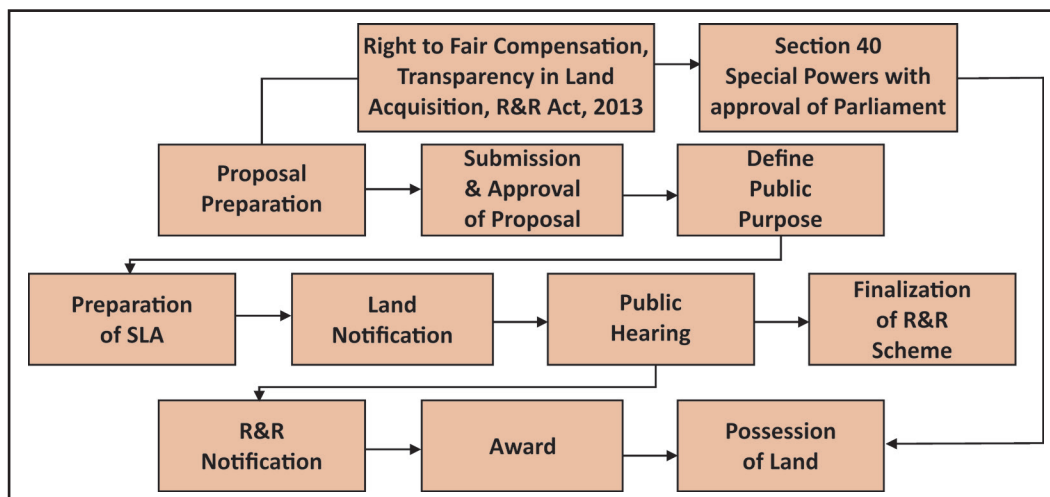 Right to Fair Compensation,
Transparency in Land
Acquisition, R&R Act, 2013
Section 40
Special Powers with
approval of Parliament
Proposal
Preparation
Submission
& Approval
of Proposal
Define
Public
Purpose
Preparation
of SLA
Land
Notification
Public
Hearing
Finalization
of R&R
Scheme
R&R
Notification
Award
Possession
of Land